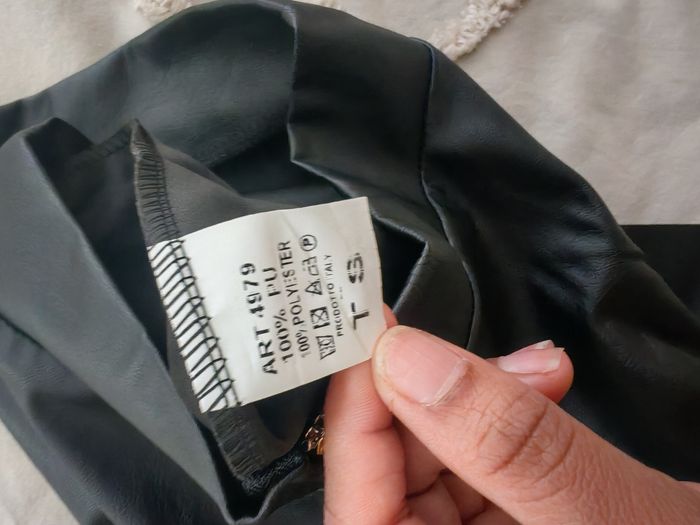 ART 4979
100% PU
100% POLYESTER
PRODOTTO ITALY
T S